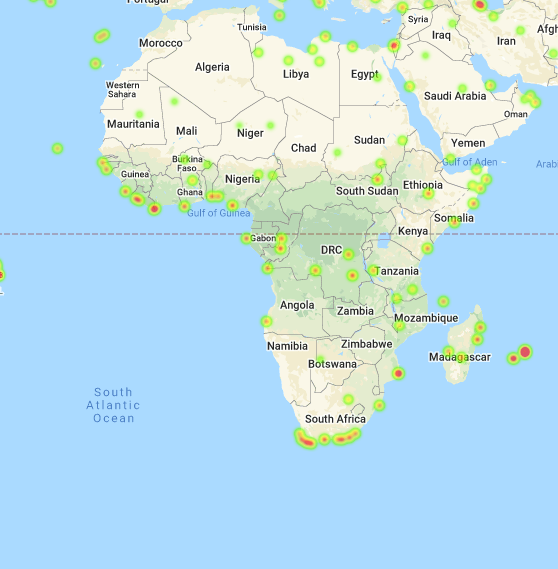 Portugal
Tunisia
Syria
Afgh
Morocco
Iraq
Iran
Algeria
Libya
Egypt
Western
Sahara
Saudi Arabia
Oman
Mauritania
Mali
Niger
Chad
Sudan
Yemen
Gulf of Aden
Arabi
Burkina
Faso
Guinea
Nigeria
Ethiopia
Ghana
South Sudan
Gulf of Guinea
Somalia
Kenya
Gabon
DRC
Tanzania
Angola
Zambia
Mozambique
Namibia
Zimbabwe
Madagascar
Botswana
South
Atlantic
Ocean
South Africa